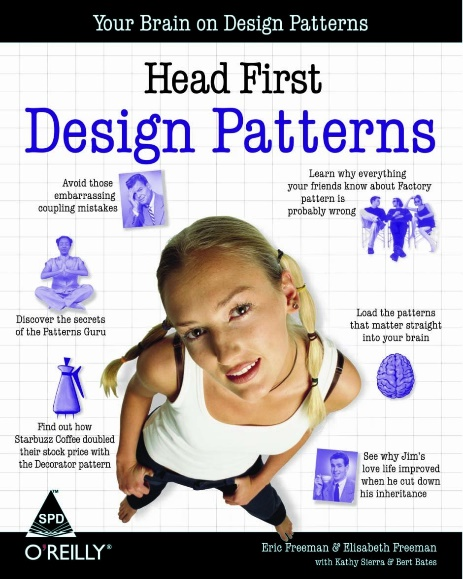 Your Brain on Design Patterns
Head First
Design Patterns
Avoid those
embarrassing
coupling mistakes
Learn why everything
your friends know about Factory
pattern is
probably wrong
Discover the secrets
of the Patterns Guru
Load the patterns
that matter straight
into your brain
Find out how
Starbuzz Coffee doubled
their stock price with
the Decorator pattern
See why Jim's
love life improved
when he cut down
his inheritance
TM
SPD
O'REILLY®
Eric Freeman & Elisabeth Freeman
with Kathy Sierra & Bert Bates